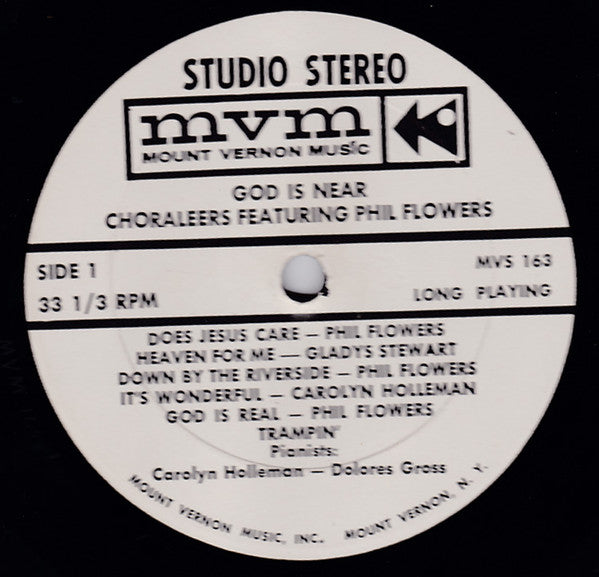 STUDIO STEREO
mvm
MOUNT VERNON MUSIC
GOD IS NEAR
CHORALEERS FEATURING PHIL FLOWERS
SIDE 1
MVS 163
33 1/3 RPM
LONG PLAYING
DOES JESUS CARE — PHIL FLOWERS
HEAVEN FOR ME — GLADYS STEWART
DOWN BY THE RIVERSIDE — PHIL FLOWERS
IT'S WONDERFUL — CAROLYN HOLLEMAN
GOD IS REAL — PHIL FLOWERS
TRAMPIN'
Pianists:
Carolyn Holleman — Dolores Gross
MOUNT VERNON MUSIC, INC. MOUNT VERNON, N. Y.